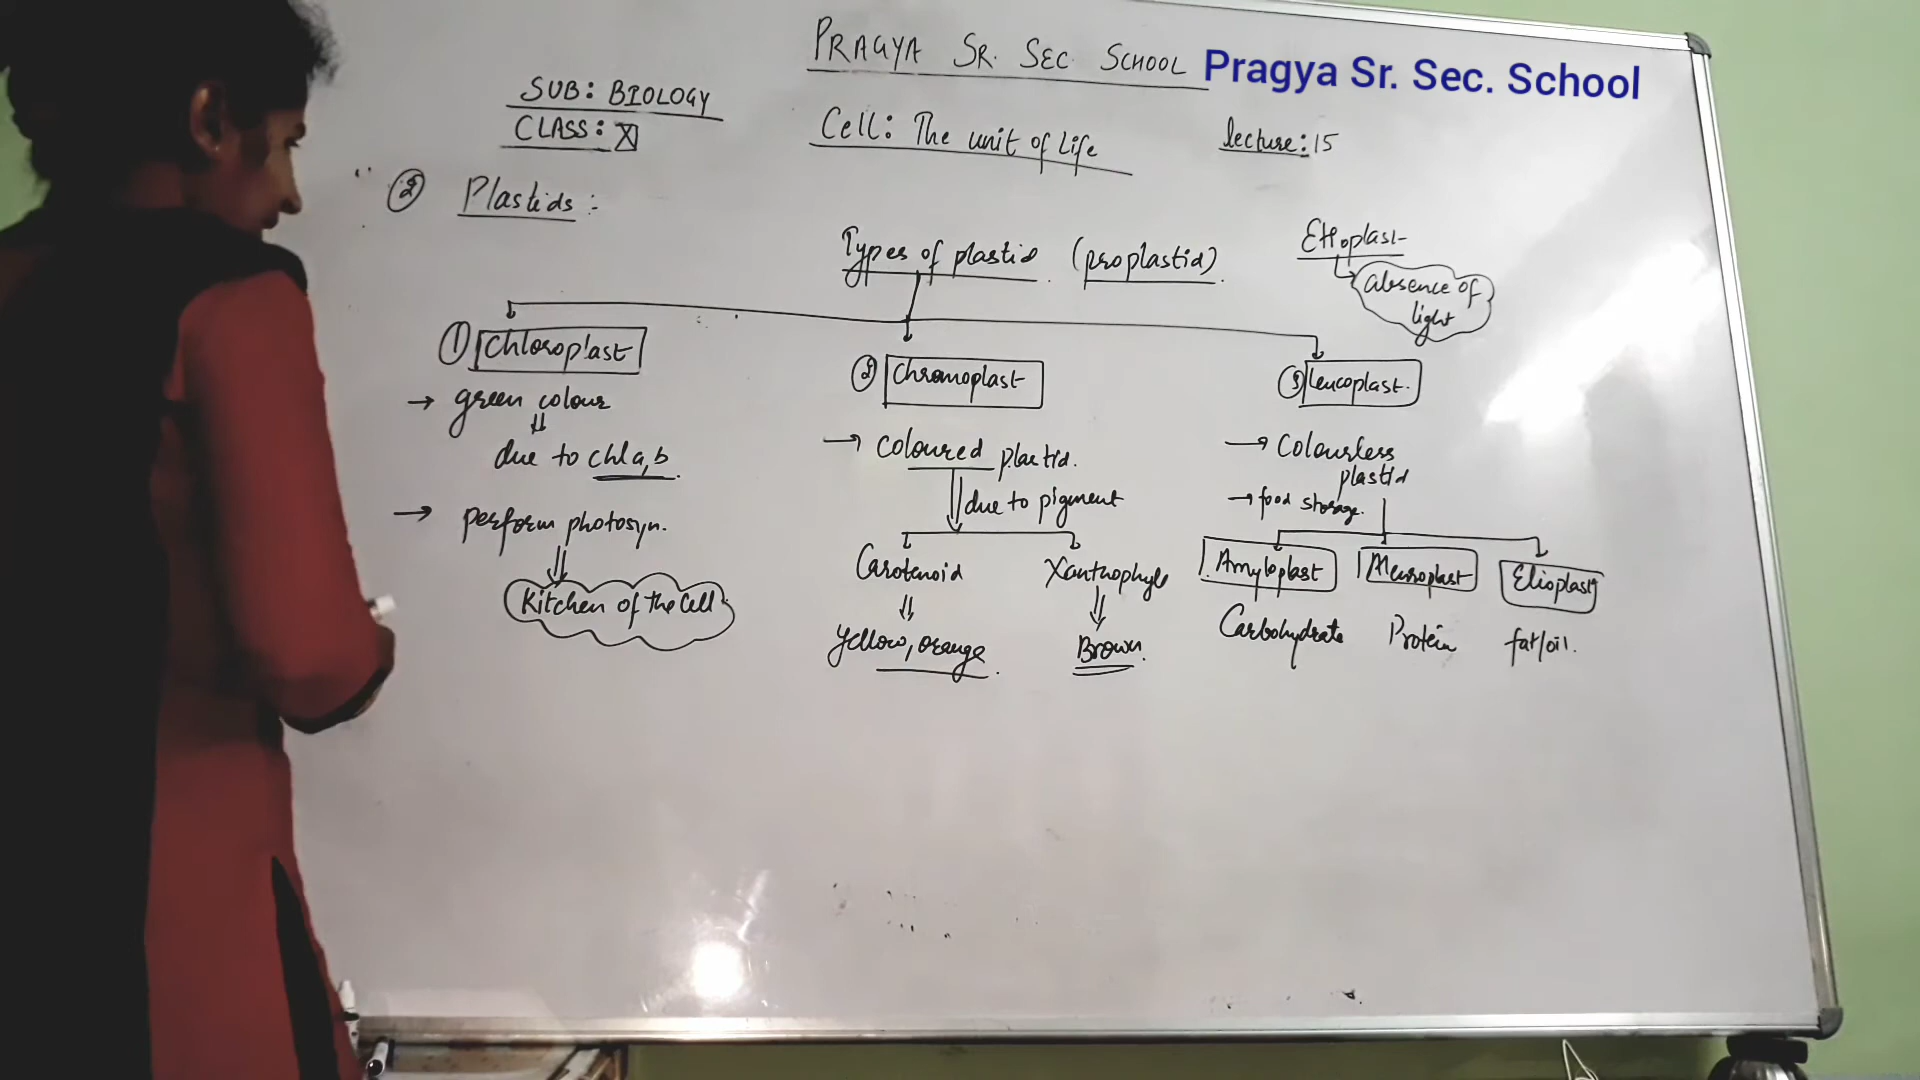 PRAGYA SR. SEC. SCHOOL
Pragya Sr. Sec. School
SUB: BIOLOGY
CLASS: XI
Cell: The unit of Life
lecture: 15
② Plastids :-
Types of plastid (proplastid).
Etioplast
absence of
light
① Chloroplast
→ green colour
due to chl a, b
→ perform photosyn.
Kitchen of the Cell
② Chromoplast
→ coloured plastid.
due to pigment
Carotenoid
Xanthophyll
yellow, orange
Brown
③ leucoplast.
→ Colourless
plastid
→ food storage.
Amyloplast
Aleuroplast
Elioplast
Carbohydrate
Protein
fat/oil.